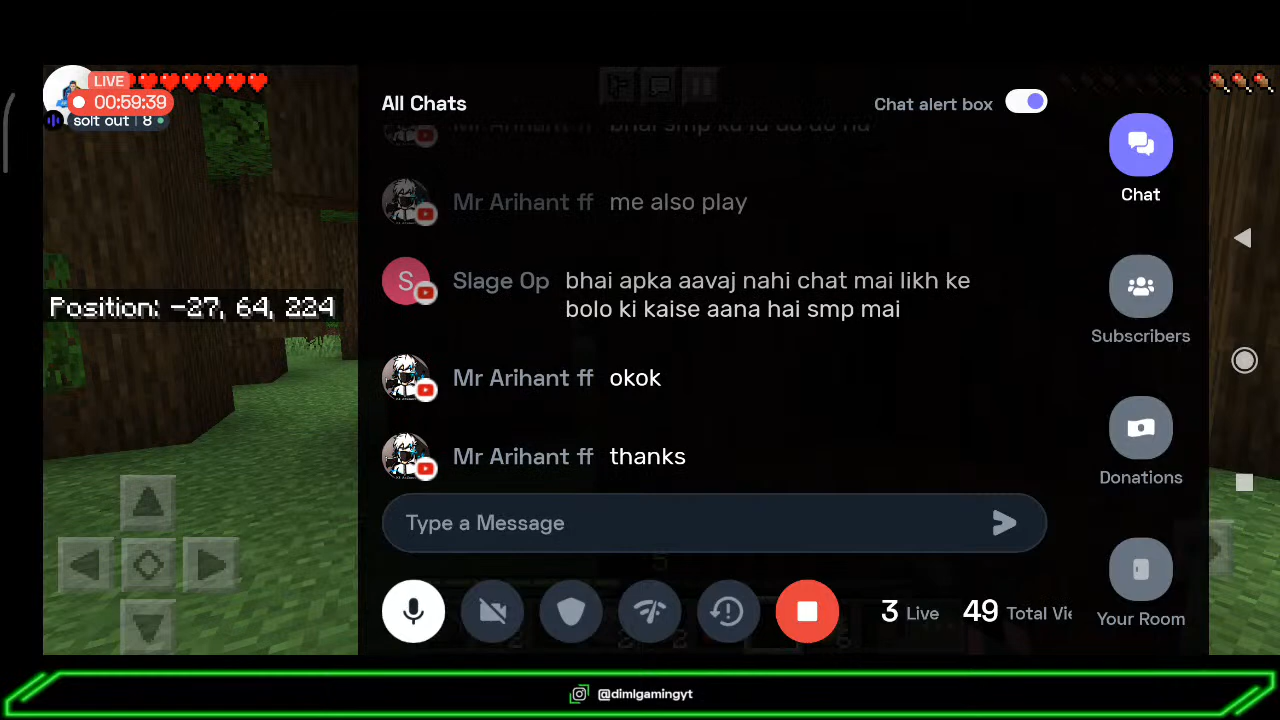 LIVE
00:59:39
solt out | 8
All Chats
Chat alert box
Chat
Mr Arihant ff me also play
Slage Op bhai apka aavaj nahi chat mai likh ke
bolo ki kaise aana hai smp mai
Position: -27, 64, 224
Subscribers
Mr Arihant ff okok
Mr Arihant ff thanks
Donations
Type a Message
3 Live 49 Total Vie
Your Room
@dimlgamingyt